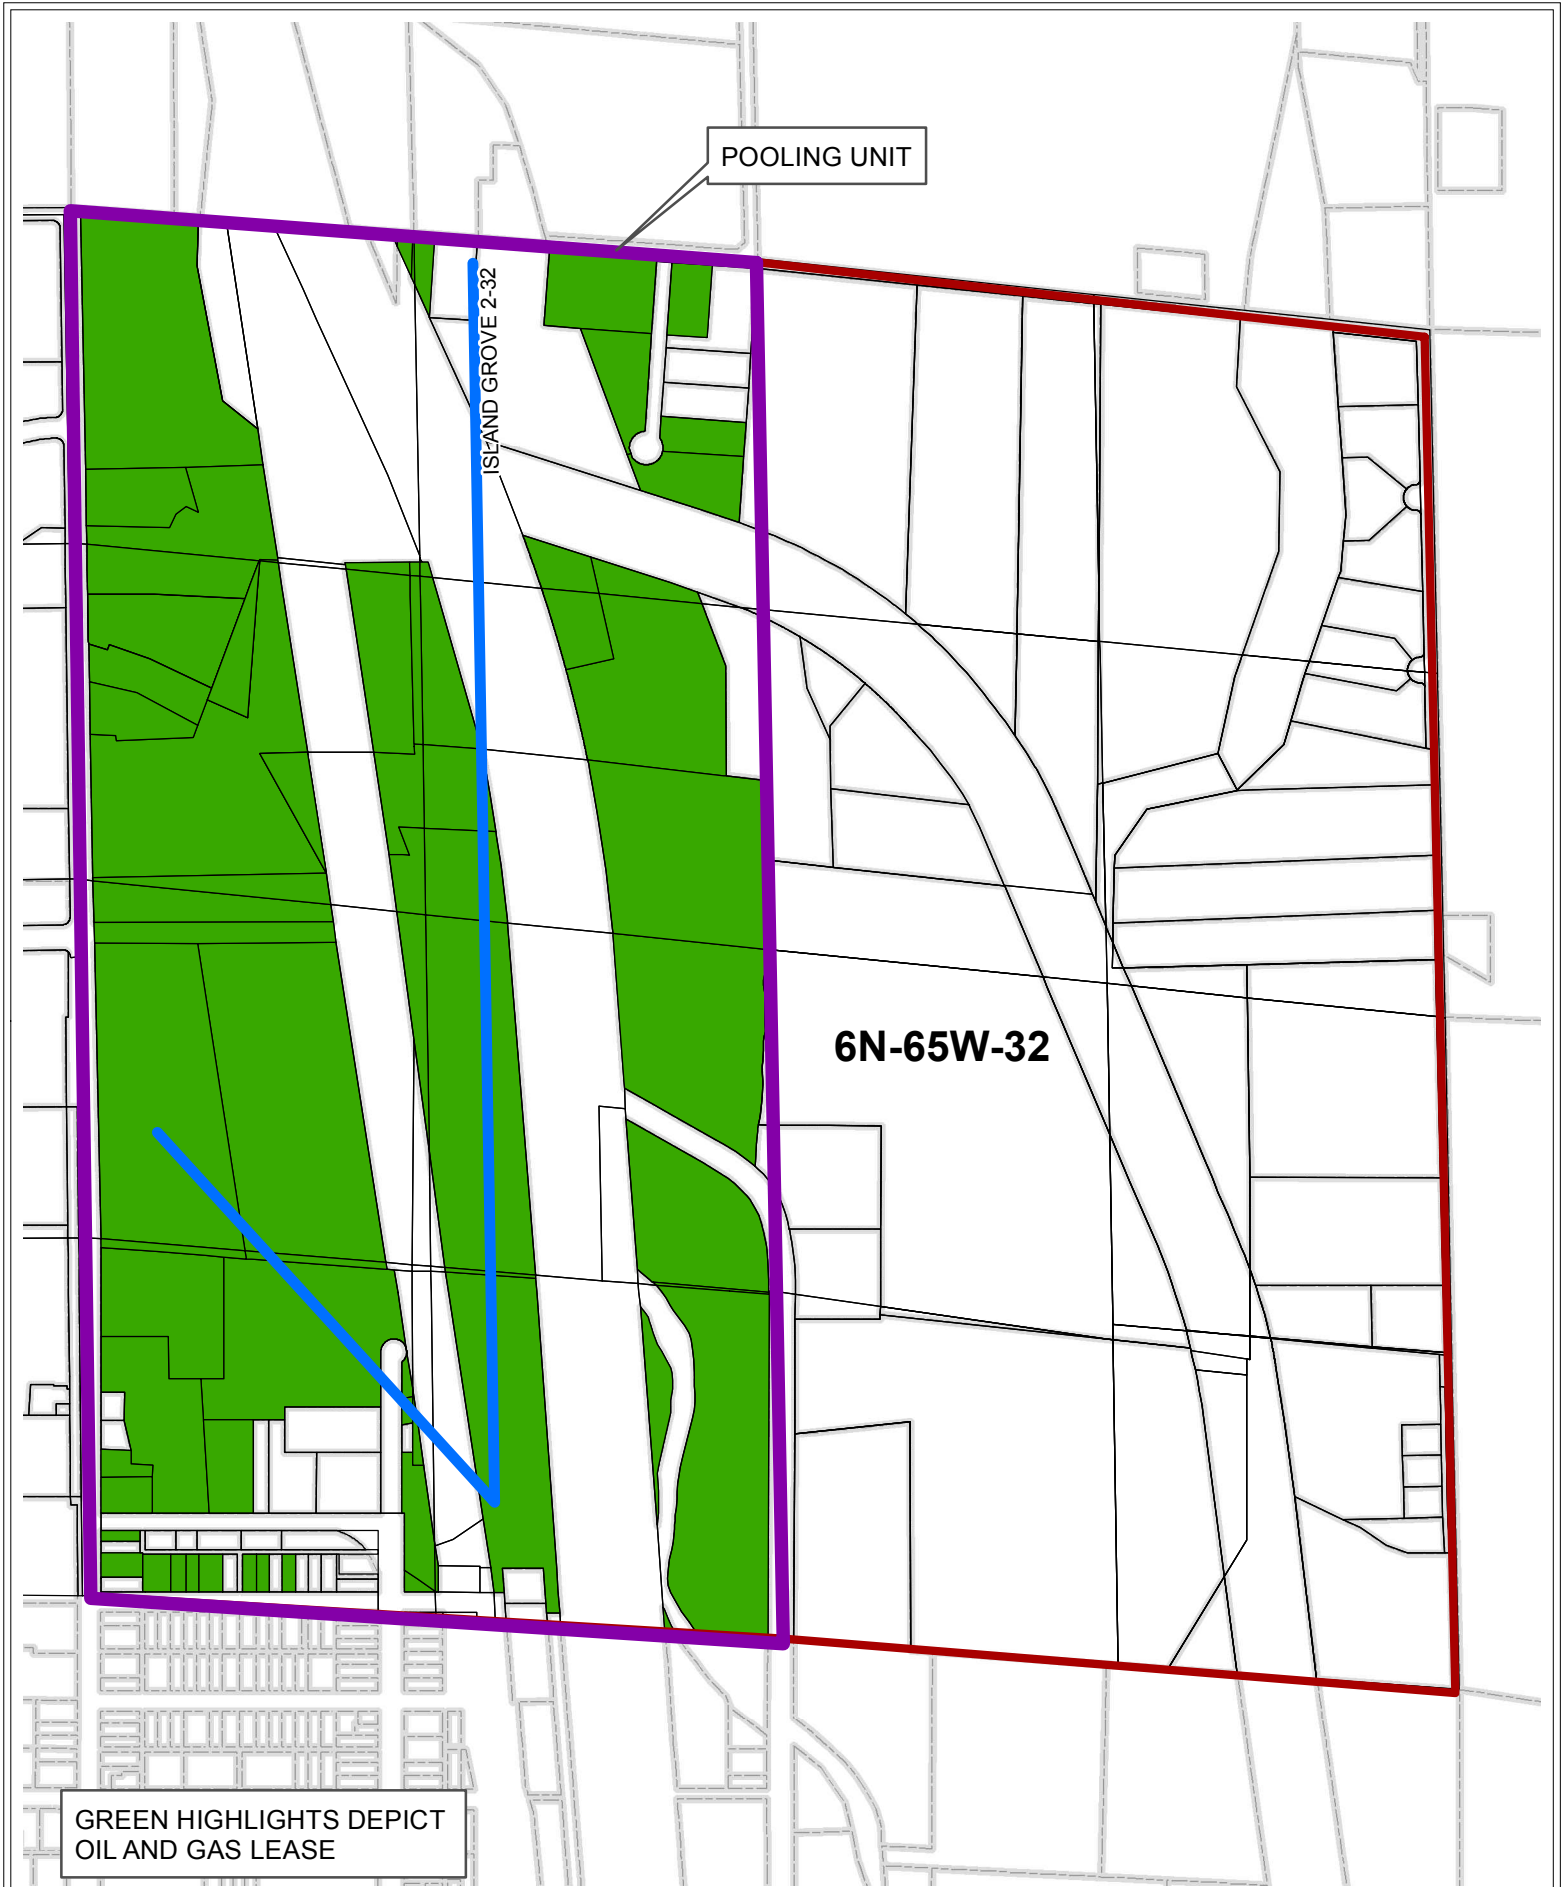 POOLING UNIT
ISLAND GROVE 2-32
6N-65W-32
GREEN HIGHLIGHTS DEPICT
OIL AND GAS LEASE